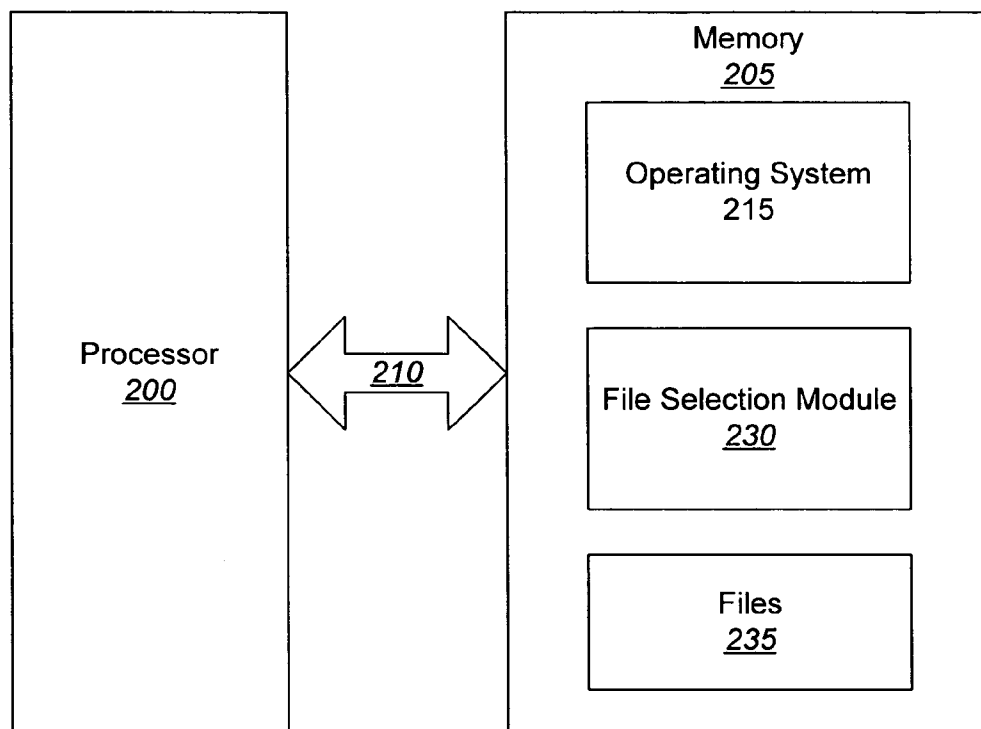 Processor
200
210
Memory
205
Operating System
215
File Selection Module
230
Files
235